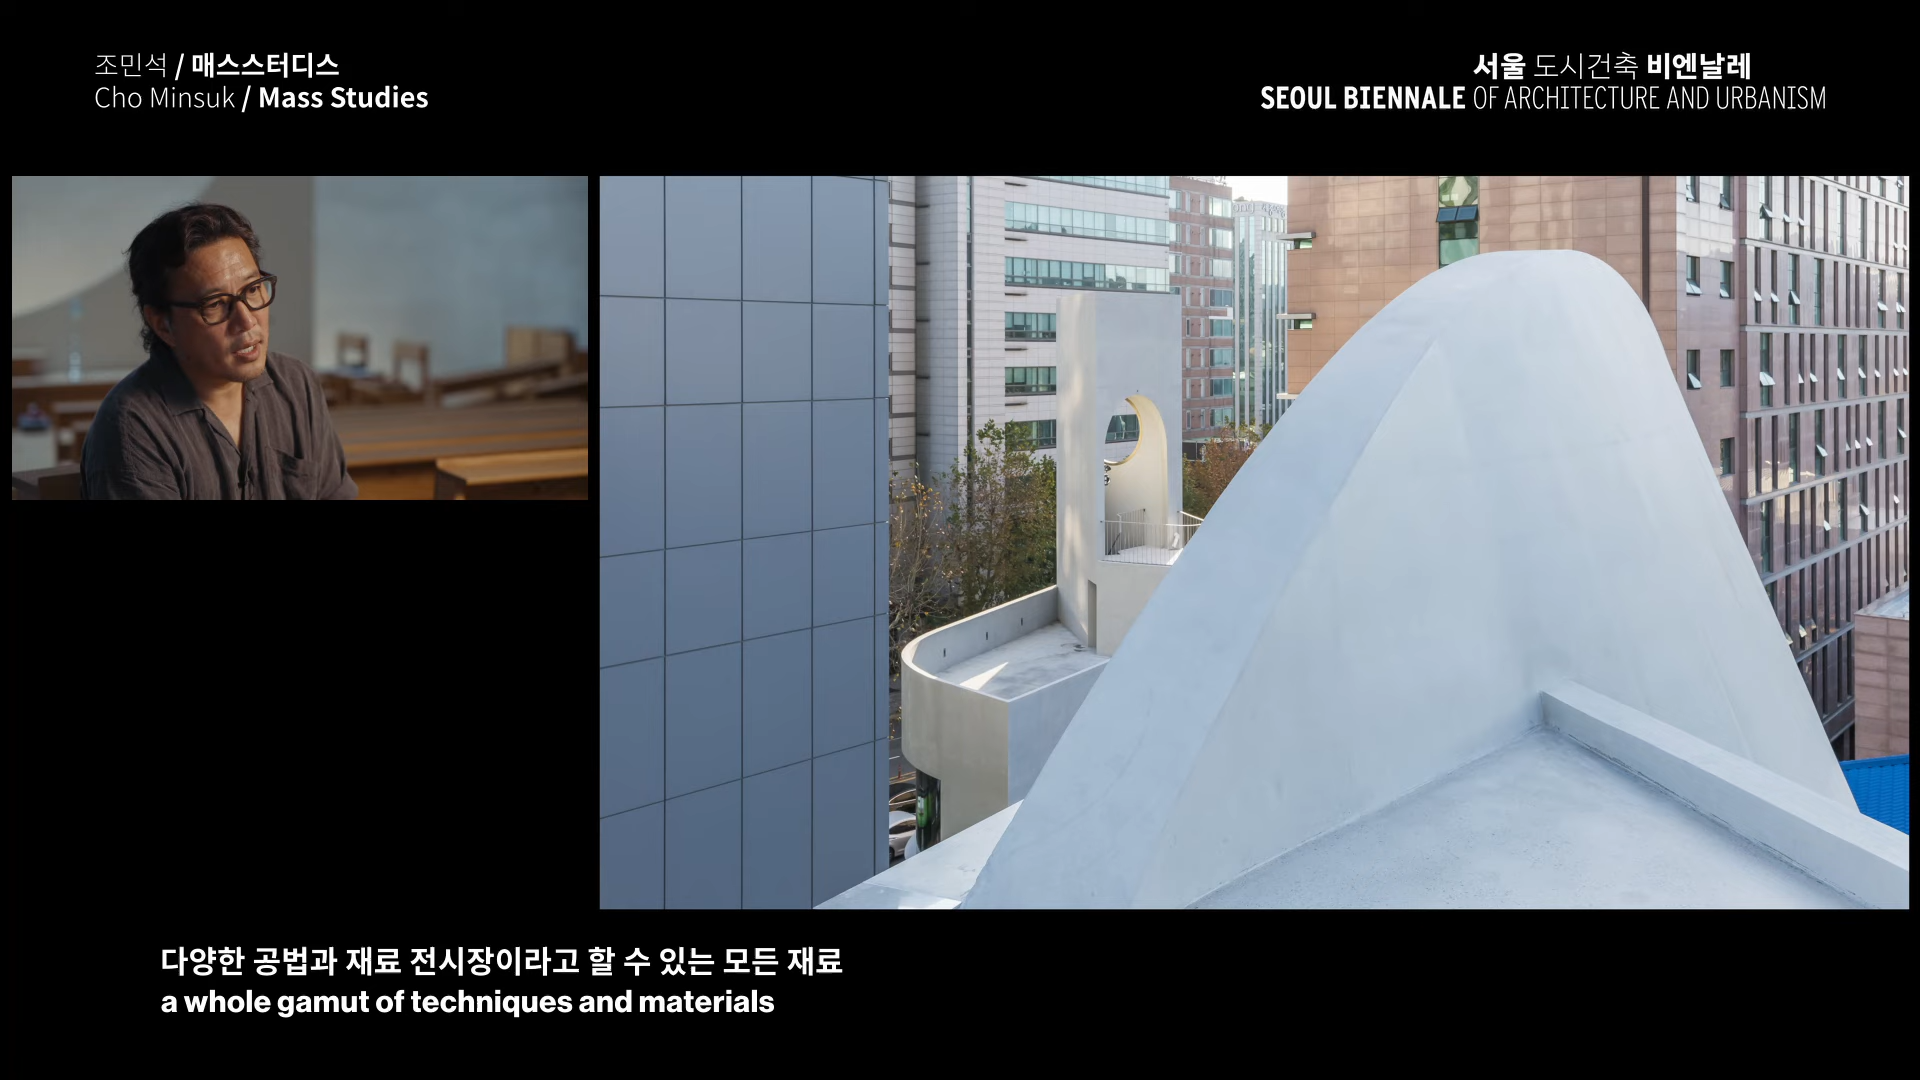 조민석 / 매스스터디스
Cho Minsuk / Mass Studies
서울 도시건축 비엔날레
SEOUL BIENNALE OF ARCHITECTURE AND URBANISM
다양한 공법과 재료 전시장이라고 할 수 있는 모든 재료
a whole gamut of techniques and materials